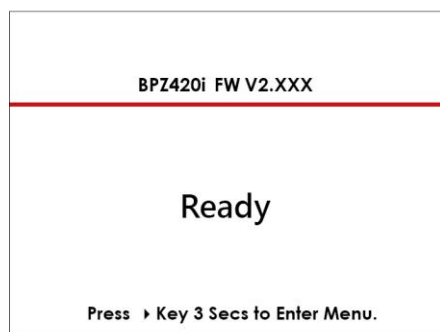 BPZ420i FW V2.XXX
Ready
Press ▸ Key 3 Secs to Enter Menu.